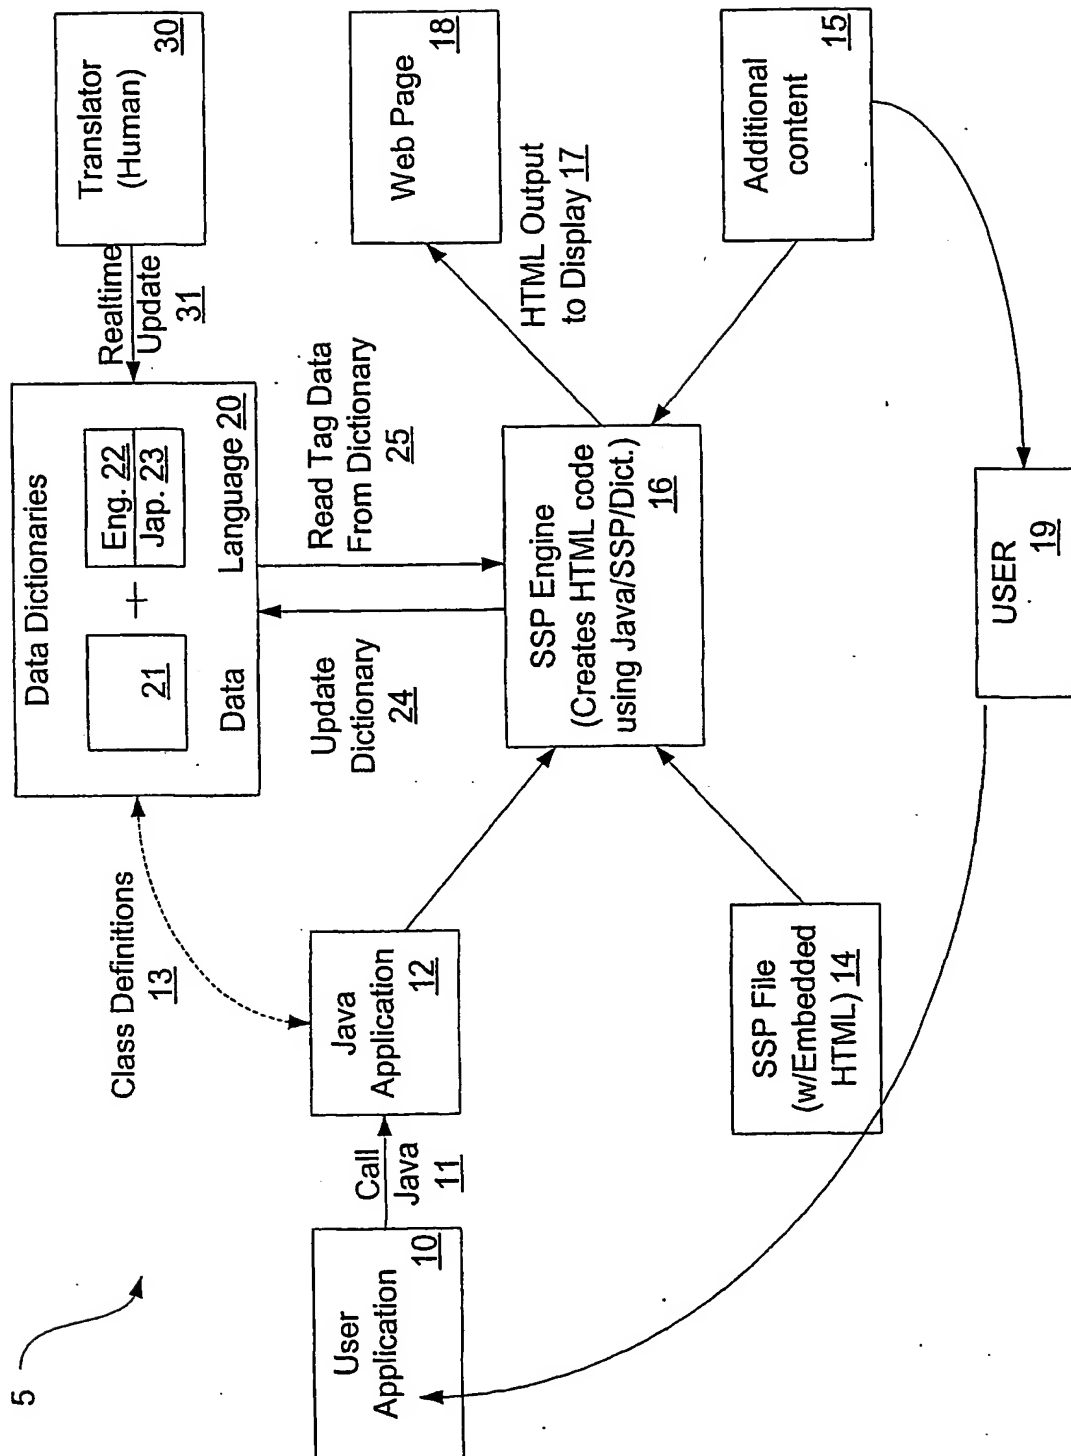 5
User
Application
10
Call
Java
11
Java
Application
12
Class Definitions
13
Data Dictionaries
21
+
Eng. 22
Jap. 23
Data
Language 20
Realtime
Update
31
Translator
(Human)
30
Update
Dictionary
24
Read Tag Data
From Dictionary
25
SSP Engine
(Creates HTML code
using Java/SSP/Dict.)
16
HTML Output
to Display 17
Web Page
18
SSP File
(w/Embedded
HTML) 14
Additional
content
15
USER
19